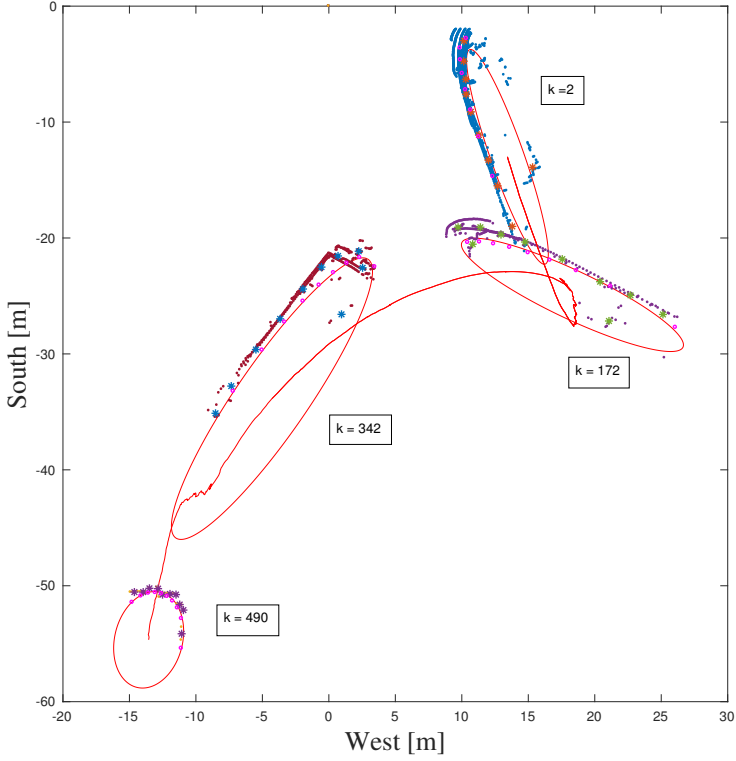 0
k =2
-10
-20
South [m]
-30
k = 172
k = 342
-40
-50
k = 490
-60
-20 -15 -10 -5 0 5 10 15 20 25 30
West [m]